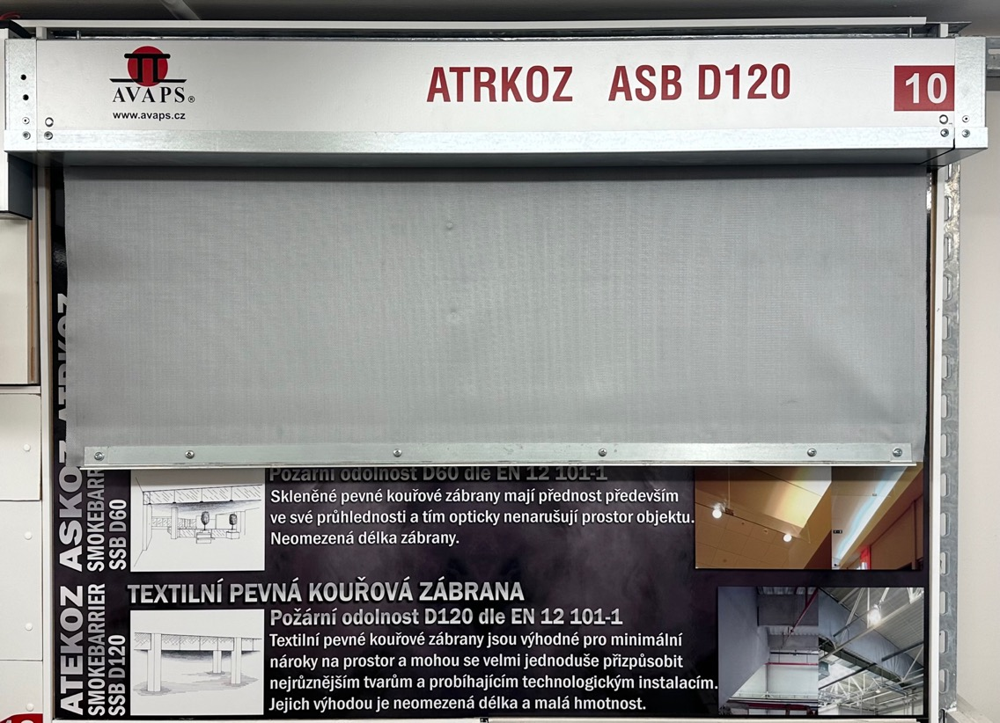 AVAPS®
www.avaps.cz
ATRKOZ ASB D120
10
ATRKOZ
ASKOZ
SMOKEBARR
SSB D60
Požární odolnost D60 dle EN 12 101-1
Skleněné pevné kouřové zábrany mají přednost především
ve své průhlednosti a tím opticky nenarušují prostor objektu.
Neomezená délka zábrany.
ATEKOZ
SMOKEBARRIER
SSB D120
TEXTILNÍ PEVNÁ KOUŘOVÁ ZÁBRANA
Požární odolnost D120 dle EN 12 101-1
Textilní pevné kouřové zábrany jsou výhodné pro minimální
nároky na prostor a mohou se velmi jednoduše přizpůsobit
nejrůznějším tvarům a probíhajícím technologickým instalacím.
Jejich výhodou je neomezená délka a malá hmotnost.